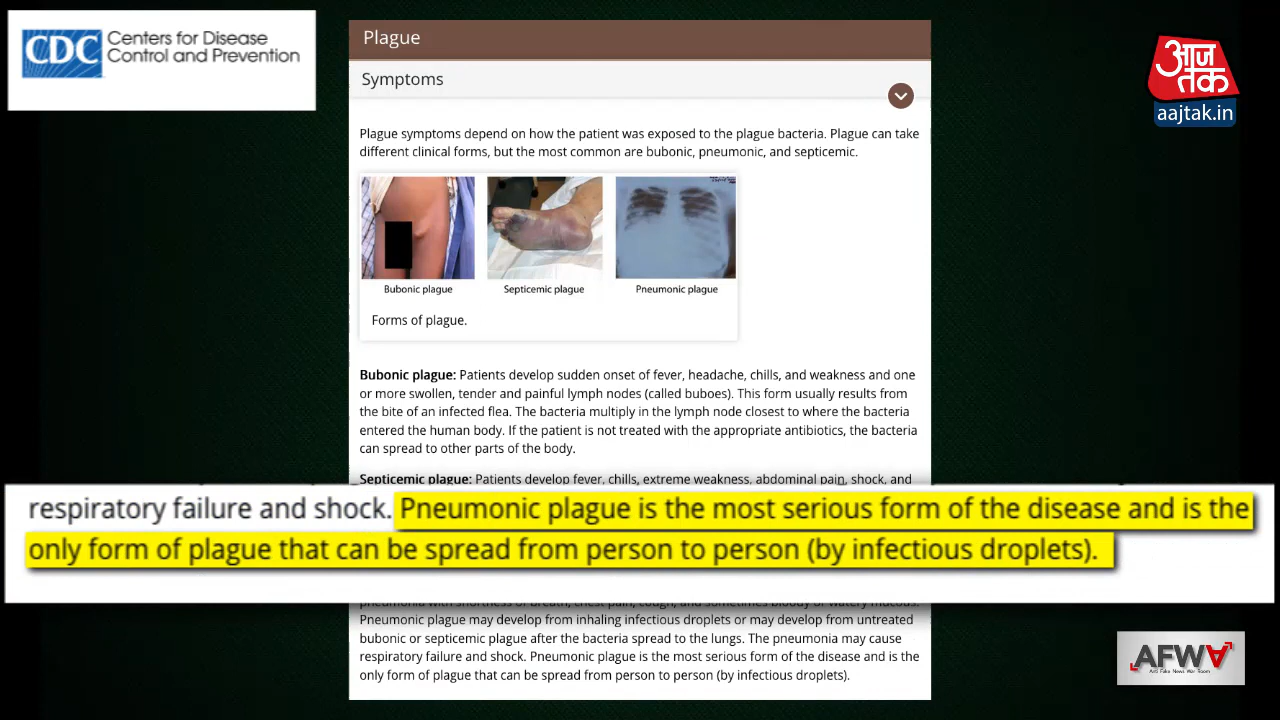 CDC
Centers for Disease
Control and Prevention
Plague
आज
तक
aajtak.in
Symptoms
Plague symptoms depend on how the patient was exposed to the plague bacteria. Plague can take
different clinical forms, but the most common are bubonic, pneumonic, and septicemic.
Bubonic plague
Septicemic plague
Pneumonic plague
Forms of plague.
Bubonic plague: Patients develop sudden onset of fever, headache, chills, and weakness and one
or more swollen, tender and painful lymph nodes (called buboes). This form usually results from
the bite of an infected flea. The bacteria multiply in the lymph node closest to where the bacteria
entered the human body. If the patient is not treated with the appropriate antibiotics, the bacteria
can spread to other parts of the body.
Septicemic plague: Patients develop fever, chills, extreme weakness, abdominal pain, shock, and
respiratory failure and shock. Pneumonic plague is the most serious form of the disease and is the
only form of plague that can be spread from person to person (by infectious droplets).
pneumonia with shortness of breath, chest pain, cough, and sometimes bloody or watery mucous.
Pneumonic plague may develop from inhaling infectious droplets or may develop from untreated
bubonic or septicemic plague after the bacteria spread to the lungs. The pneumonia may cause
respiratory failure and shock. Pneumonic plague is the most serious form of the disease and is the
only form of plague that can be spread from person to person (by infectious droplets).
AFWA
Anti Fake News War Room